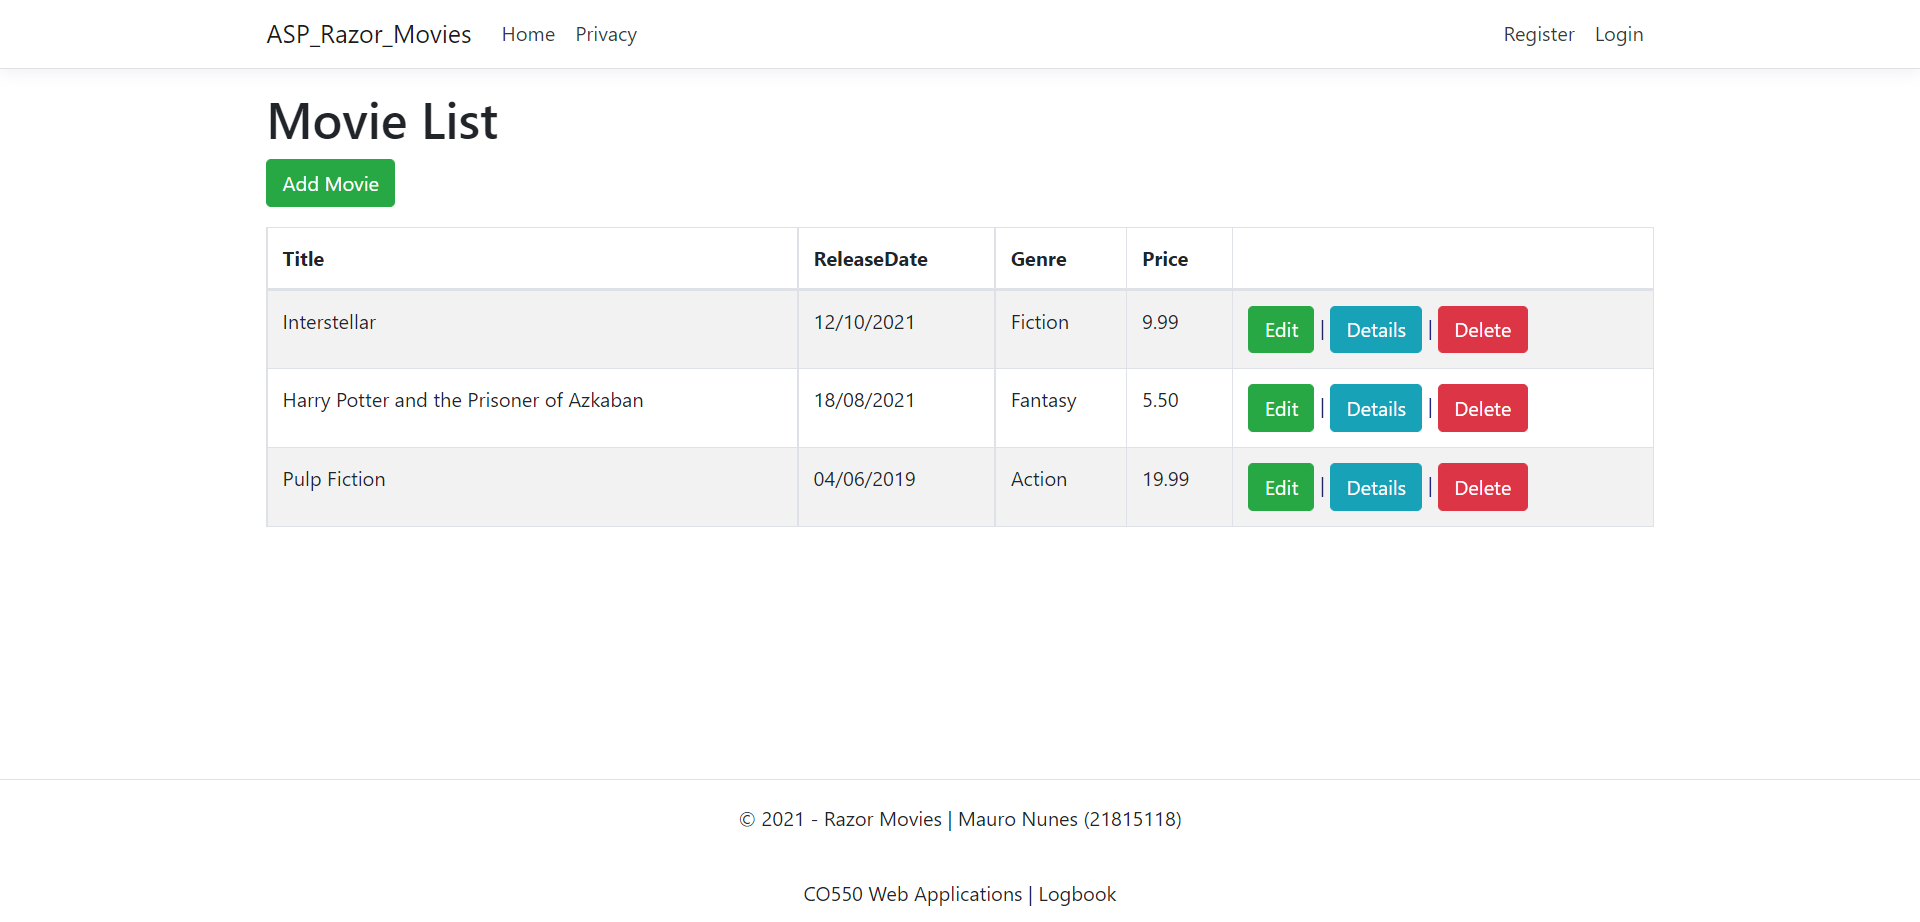 ASP_Razor_Movies Home Privacy Register Login
Movie List
Add Movie
Title ReleaseDate Genre Price
Interstellar 12/10/2021 Fiction 9.99 Edit | Details | Delete
Harry Potter and the Prisoner of Azkaban 18/08/2021 Fantasy 5.50 Edit | Details | Delete
Pulp Fiction 04/06/2019 Action 19.99 Edit | Details | Delete
© 2021 - Razor Movies | Mauro Nunes (21815118)
CO550 Web Applications | Logbook